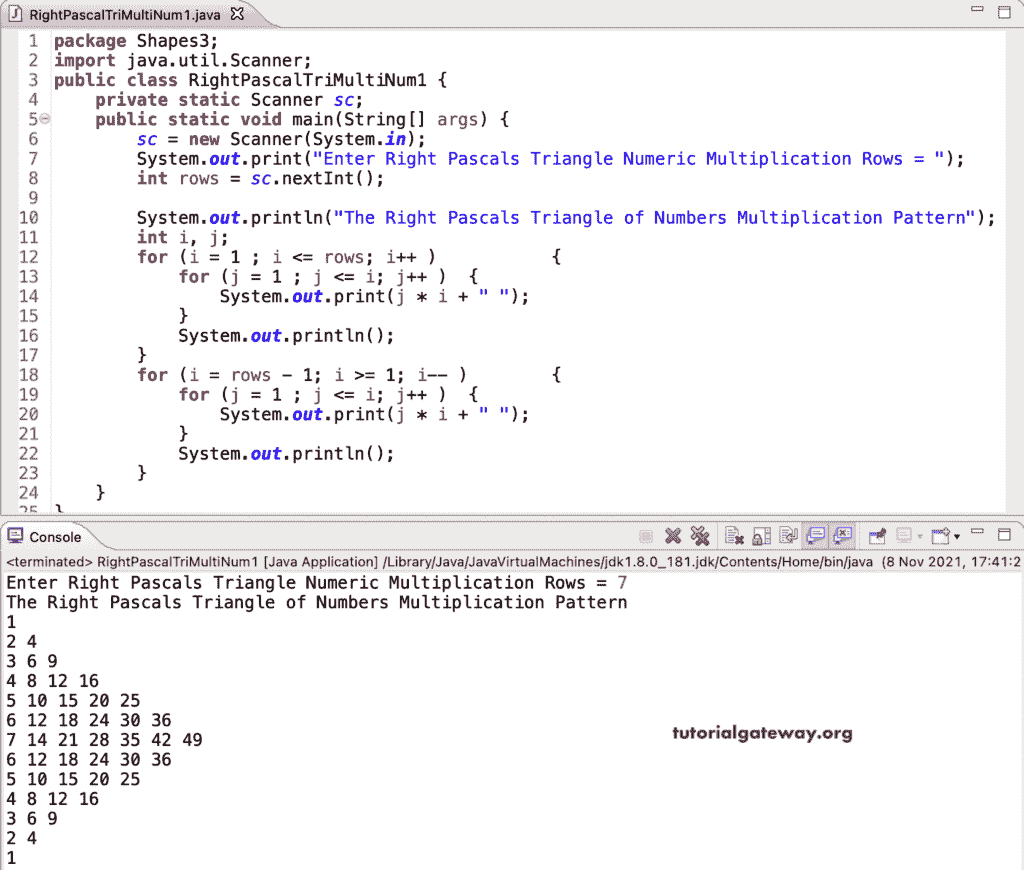 RightPascalTriMultiNum1.java
1 package Shapes3;
2 import java.util.Scanner;
3 public class RightPascalTriMultiNum1 {
4     private static Scanner sc;
5     public static void main(String[] args) {
6         sc = new Scanner(System.in);
7         System.out.print("Enter Right Pascals Triangle Numeric Multiplication Rows = ");
8         int rows = sc.nextInt();
9
10         System.out.println("The Right Pascals Triangle of Numbers Multiplication Pattern");
11         int i, j;
12         for (i = 1 ; i <= rows; i++ )           {
13             for (j = 1 ; j <= i; j++ )  {
14                 System.out.print(j * i + " ");
15             }
16             System.out.println();
17         }
18         for (i = rows - 1; i >= 1; i-- )        {
19             for (j = 1 ; j <= i; j++ )  {
20                 System.out.print(j * i + " ");
21             }
22             System.out.println();
23         }
24     }
25 }
Console
<terminated> RightPascalTriMultiNum1 [Java Application] /Library/Java/JavaVirtualMachines/jdk1.8.0_181.jdk/Contents/Home/bin/java (8 Nov 2021, 17:41:2
Enter Right Pascals Triangle Numeric Multiplication Rows = 7
The Right Pascals Triangle of Numbers Multiplication Pattern
1
2 4
3 6 9
4 8 12 16
5 10 15 20 25
6 12 18 24 30 36
7 14 21 28 35 42 49
6 12 18 24 30 36
5 10 15 20 25
4 8 12 16
3 6 9
2 4
1
tutorialgateway.org